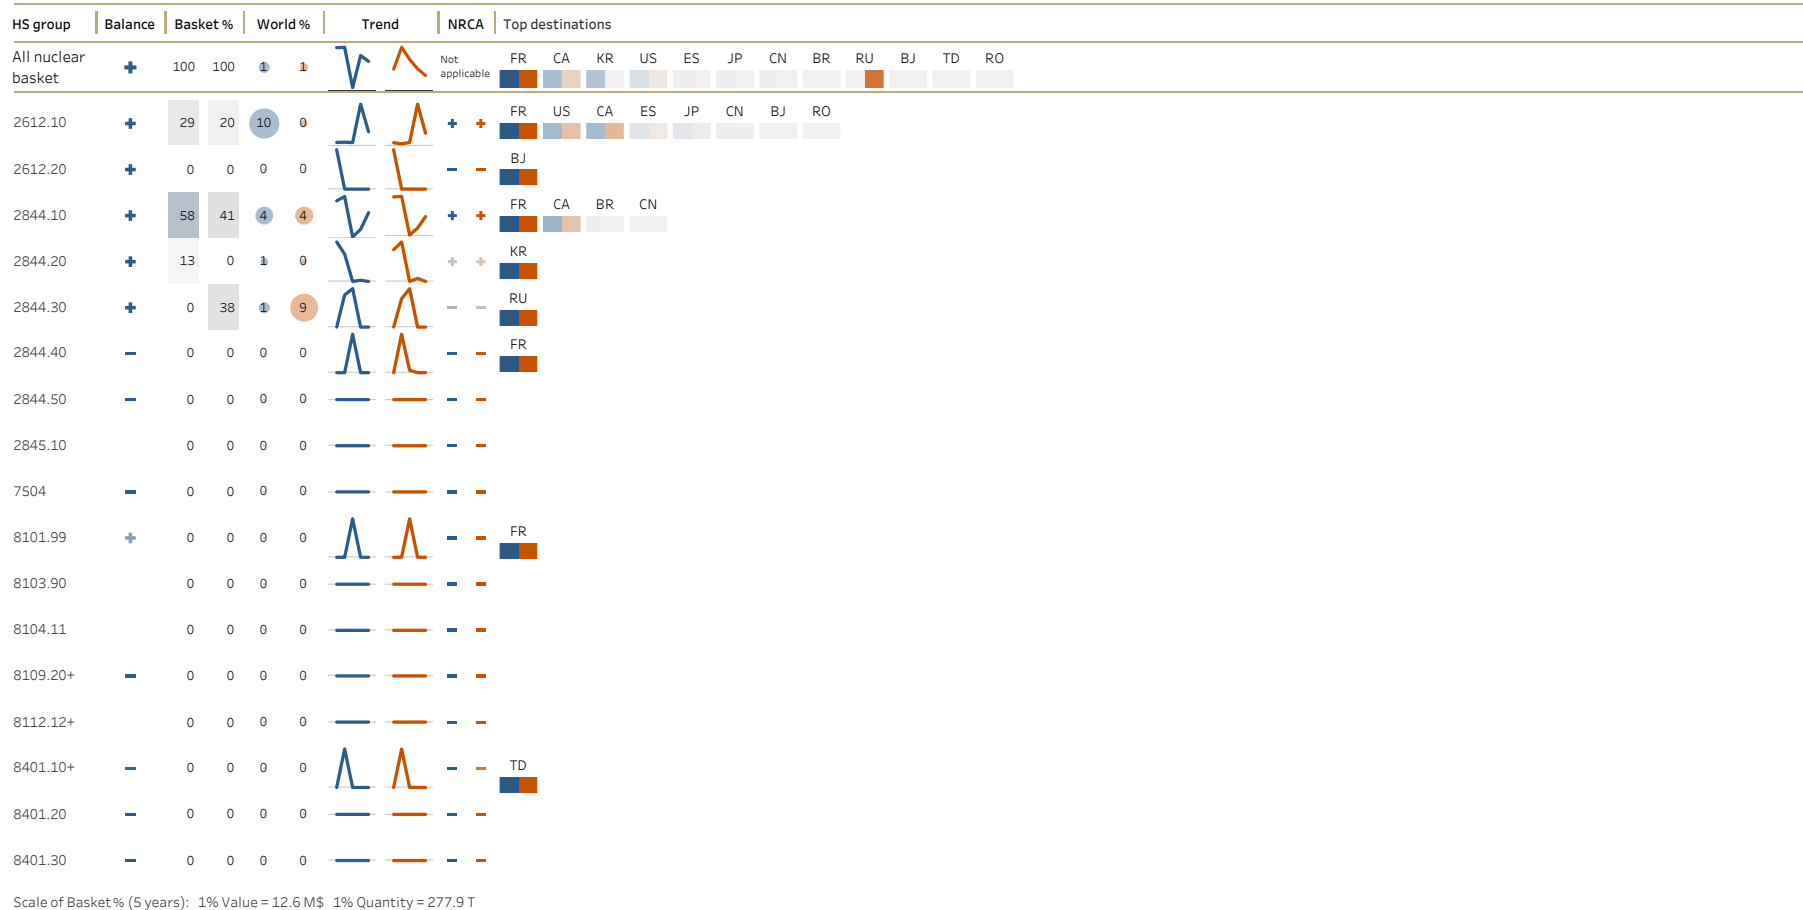 HS group Balance Basket % World % Trend NRCA Top destinations
All nuclear basket 100 100 1 1 Not applicable FR CA KR US ES JP CN BR RU BJ TD RO
2612.10 29 20 10 0 FR US CA ES JP CN BJ RO
2612.20 0 0 0 0 BJ
2844.10 58 41 4 4 FR CA BR CN
2844.20 13 0 1 0 KR
2844.30 0 38 1 9 RU
2844.40 0 0 0 0 FR
2844.50 0 0 0 0
2845.10 0 0 0 0
7504 0 0 0 0
8101.99 0 0 0 0 FR
8103.90 0 0 0 0
8104.11 0 0 0 0
8109.20+ 0 0 0 0
8112.12+ 0 0 0 0
8401.10+ 0 0 0 0 TD
8401.20 0 0 0 0
8401.30 0 0 0 0
Scale of Basket% (5 years): 1% Value = 12.6 M$ 1% Quantity = 277.9 T